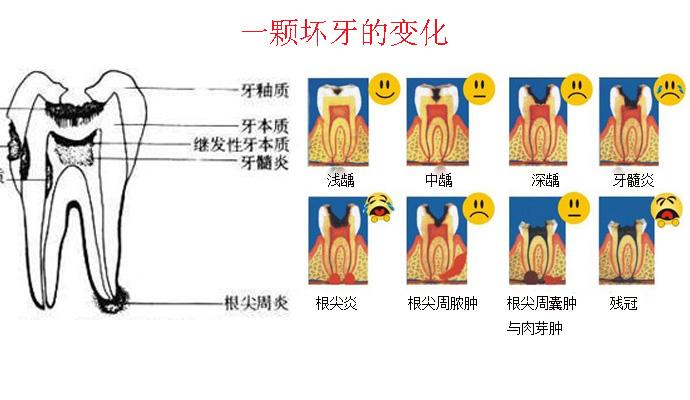 一颗坏牙的变化
牙釉质
牙本质
继发性牙本质
牙髓炎
根尖周炎
质
浅龋
中龋
深龋
牙髓炎
根尖炎
根尖周脓肿
根尖周囊肿
与肉芽肿
残冠